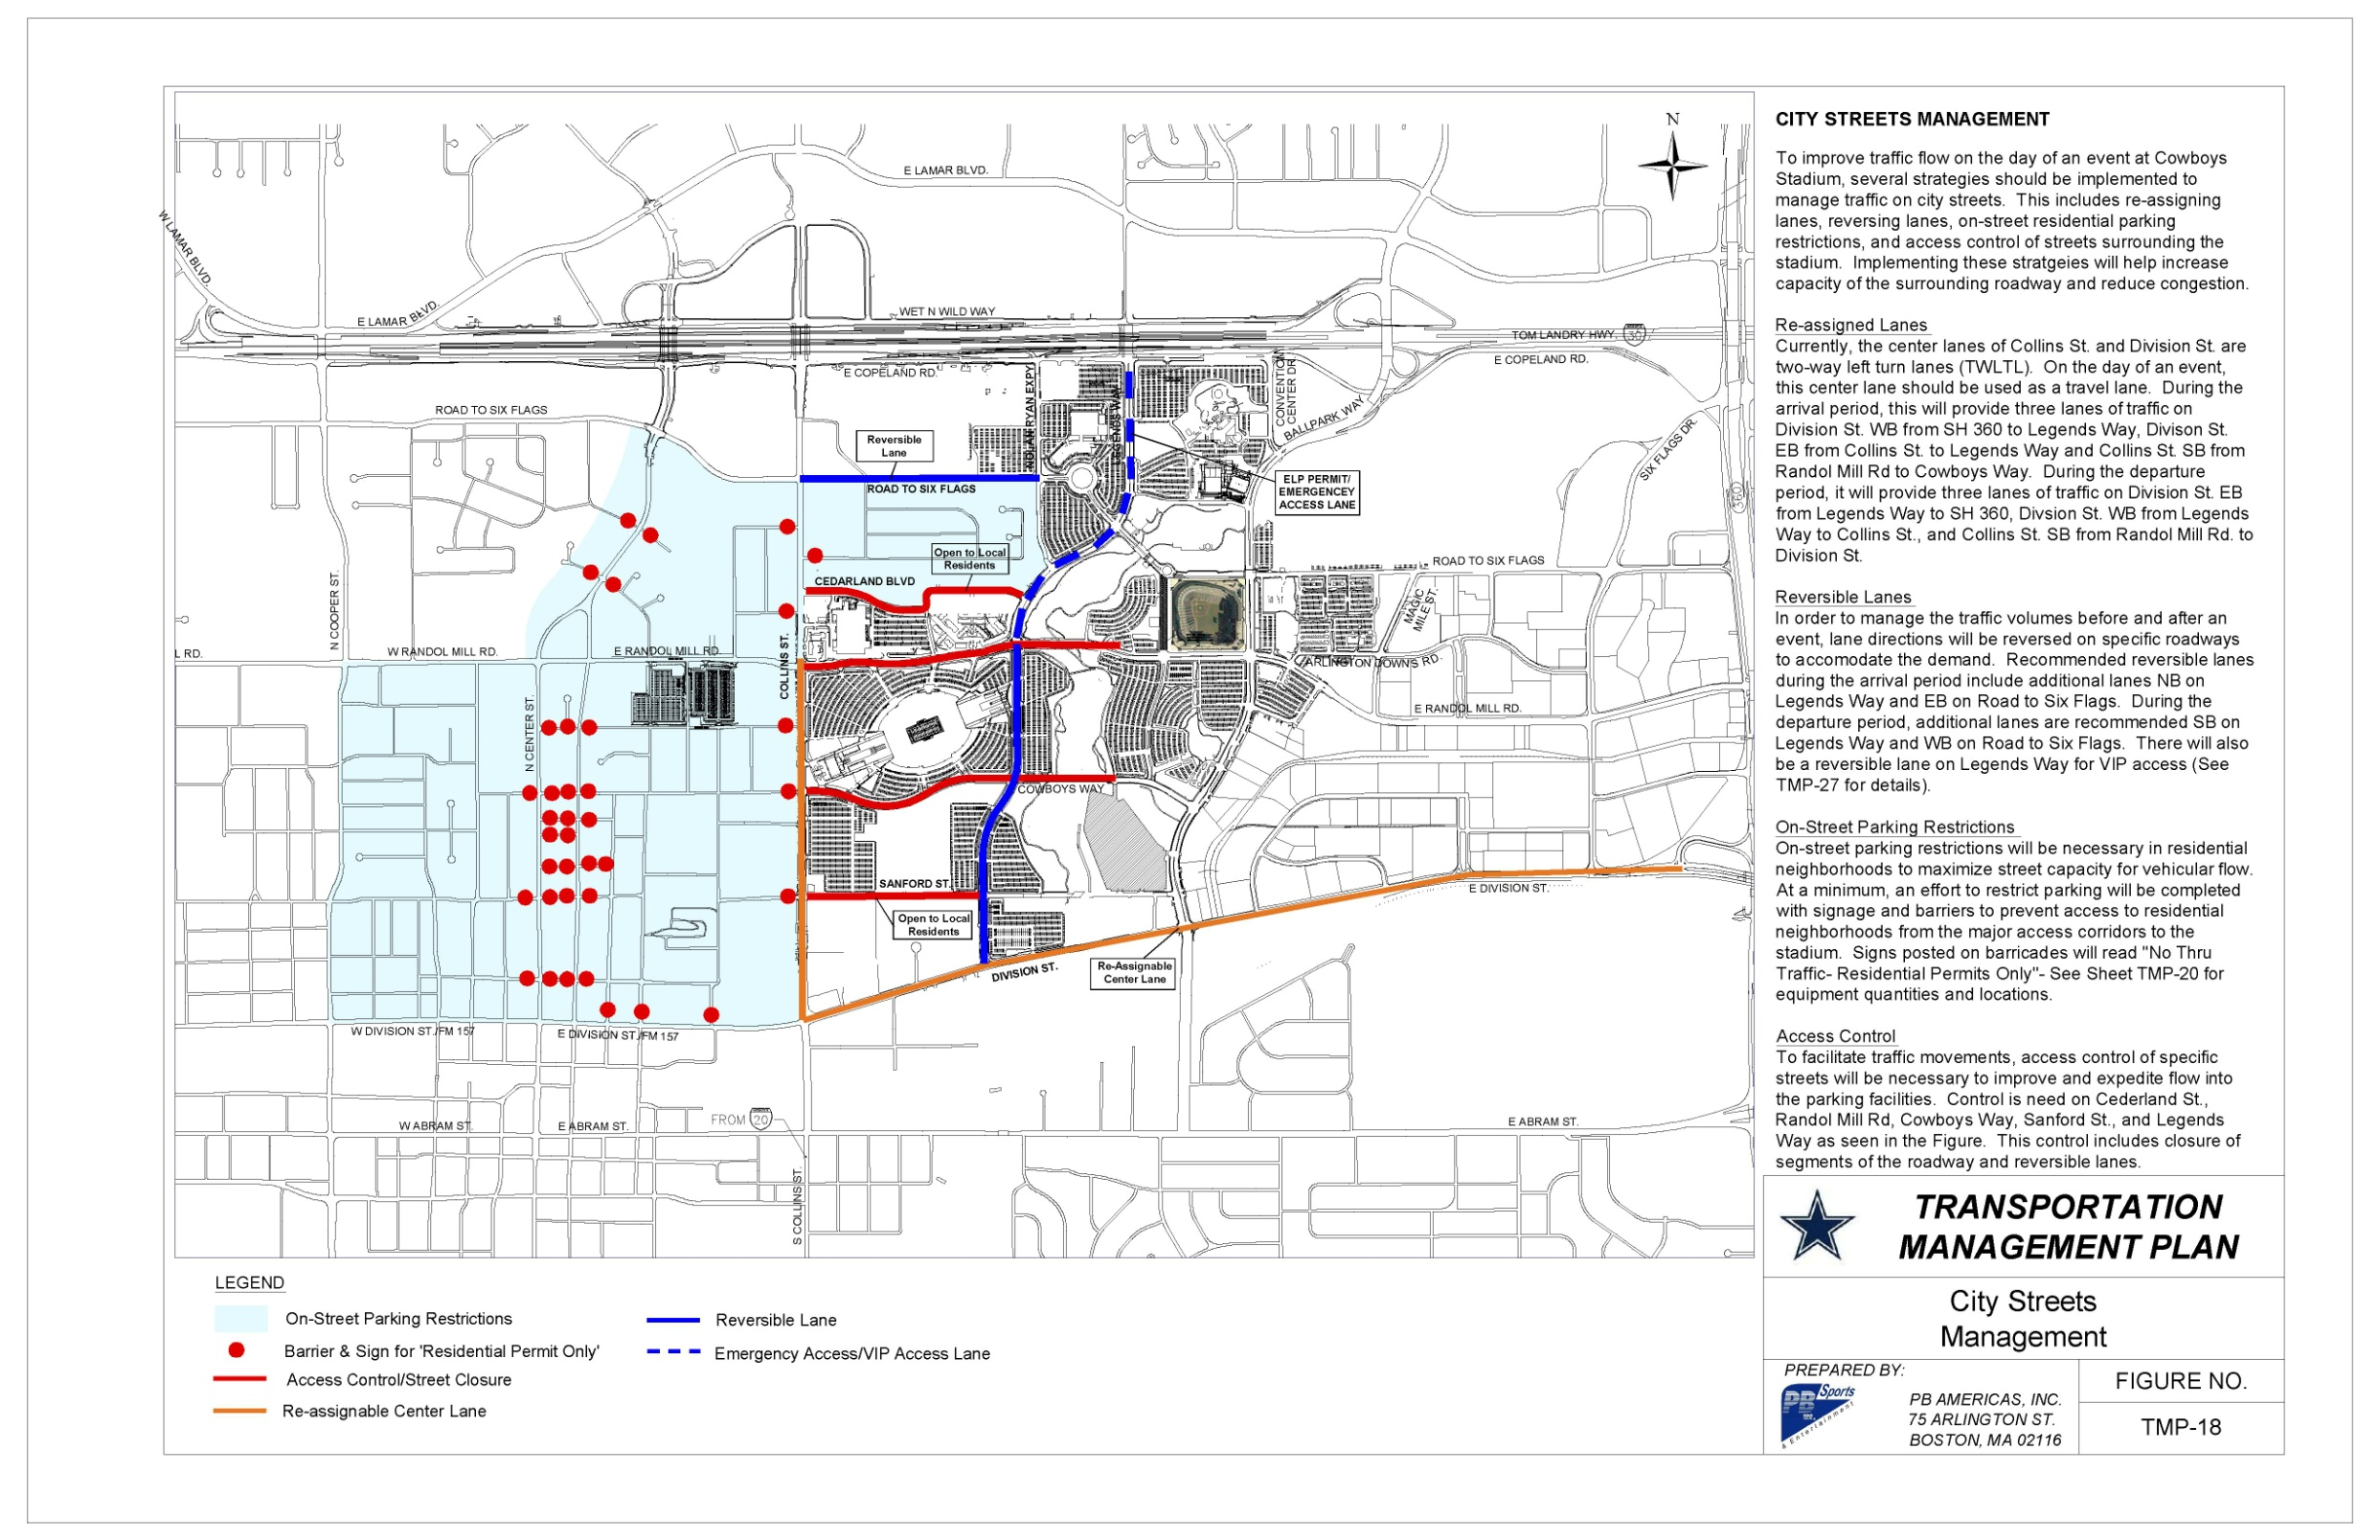 CITY STREETS MANAGEMENT
To improve traffic flow on the day of an event at Cowboys
Stadium, several strategies should be implemented to
manage traffic on city streets.  This includes re-assigning
lanes, reversing lanes, on-street residential parking
restrictions, and access control of streets surrounding the
stadium.  Implementing these stratgeies will help increase
capacity of the surrounding roadway and reduce congestion.
Re-assigned Lanes
Currently, the center lanes of Collins St. and Division St. are
two-way left turn lanes (TWLTL).  On the day of an event,
this center lane should be used as a travel lane.  During the
arrival period, this will provide three lanes of traffic on
Division St. WB from SH 360 to Legends Way, Divison St.
EB from Collins St. to Legends Way and Collins St. SB from
Randol Mill Rd to Cowboys Way.  During the departure
period, it will provide three lanes of traffic on Division St. EB
from Legends Way to SH 360, Divsion St. WB from Legends
Way to Collins St., and Collins St. SB from Randol Mill Rd. to
Division St.
Reversible Lanes
In order to manage the traffic volumes before and after an
event, lane directions will be reversed on specific roadways
to accomodate the demand.  Recommended reversible lanes
during the arrival period include additional lanes NB on
Legends Way and EB on Road to Six Flags.  During the
departure period, additional lanes are recommended SB on
Legends Way and WB on Road to Six Flags.  There will also
be a reversible lane on Legends Way for VIP access (See
TMP-27 for details).
On-Street Parking Restrictions
On-street parking restrictions will be necessary in residential
neighborhoods to maximize street capacity for vehicular flow.
At a minimum, an effort to restrict parking will be completed
with signage and barriers to prevent access to residential
neighborhoods from the major access corridors to the
stadium.  Signs posted on barricades will read "No Thru
Traffic- Residential Permits Only"- See Sheet TMP-20 for
equipment quantities and locations.
Access Control
To facilitate traffic movements, access control of specific
streets will be necessary to improve and expedite flow into
the parking facilities.  Control is need on Cederland St.,
Randol Mill Rd, Cowboys Way, Sanford St., and Legends
Way as seen in the Figure.  This control includes closure of
segments of the roadway and reversible lanes.
N
E LAMAR BLVD.
W LAMAR BLVD.
E LAMAR BLVD.
WET N WILD WAY
TOM LANDRY HWY. 30
E COPELAND RD.
E COPELAND RD.
NOLAN RYAN EXPY
LEGENDS WAY
CONVENTION
CENTER DR.
BALLPARK WAY
ROAD TO SIX FLAGS
Reversible
Lane
ROAD TO SIX FLAGS
ELP PERMIT/
EMERGENCEY
ACCESS LANE
SIX FLAGS DR.
360
Open to Local
Residents
ROAD TO SIX FLAGS
CEDARLAND BLVD
N COOPER ST.
MAGIC
MILE ST.
L RD.
W RANDOL MILL RD.
E RANDOL MILL RD.
COLLINS ST.
ARLINGTON DOWNS RD.
E RANDOL MILL RD.
N CENTER ST.
COWBOYS WAY
SANFORD ST.
E DIVISION ST.
Open to Local
Residents
Re-Assignable
Center Lane
DIVISION ST.
W DIVISION ST./FM 157
E DIVISION ST./FM 157
FROM 20
W ABRAM ST.
E ABRAM ST.
E ABRAM ST.
S COLLINS ST.
LEGEND
On-Street Parking Restrictions
Barrier & Sign for 'Residential Permit Only'
Access Control/Street Closure
Re-assignable Center Lane
Reversible Lane
Emergency Access/VIP Access Lane
TRANSPORTATION
MANAGEMENT PLAN
City Streets
Management
PREPARED BY:
PB Sports
& Entertainment
PB AMERICAS, INC.
75 ARLINGTON ST.
BOSTON, MA 02116
FIGURE NO.
TMP-18